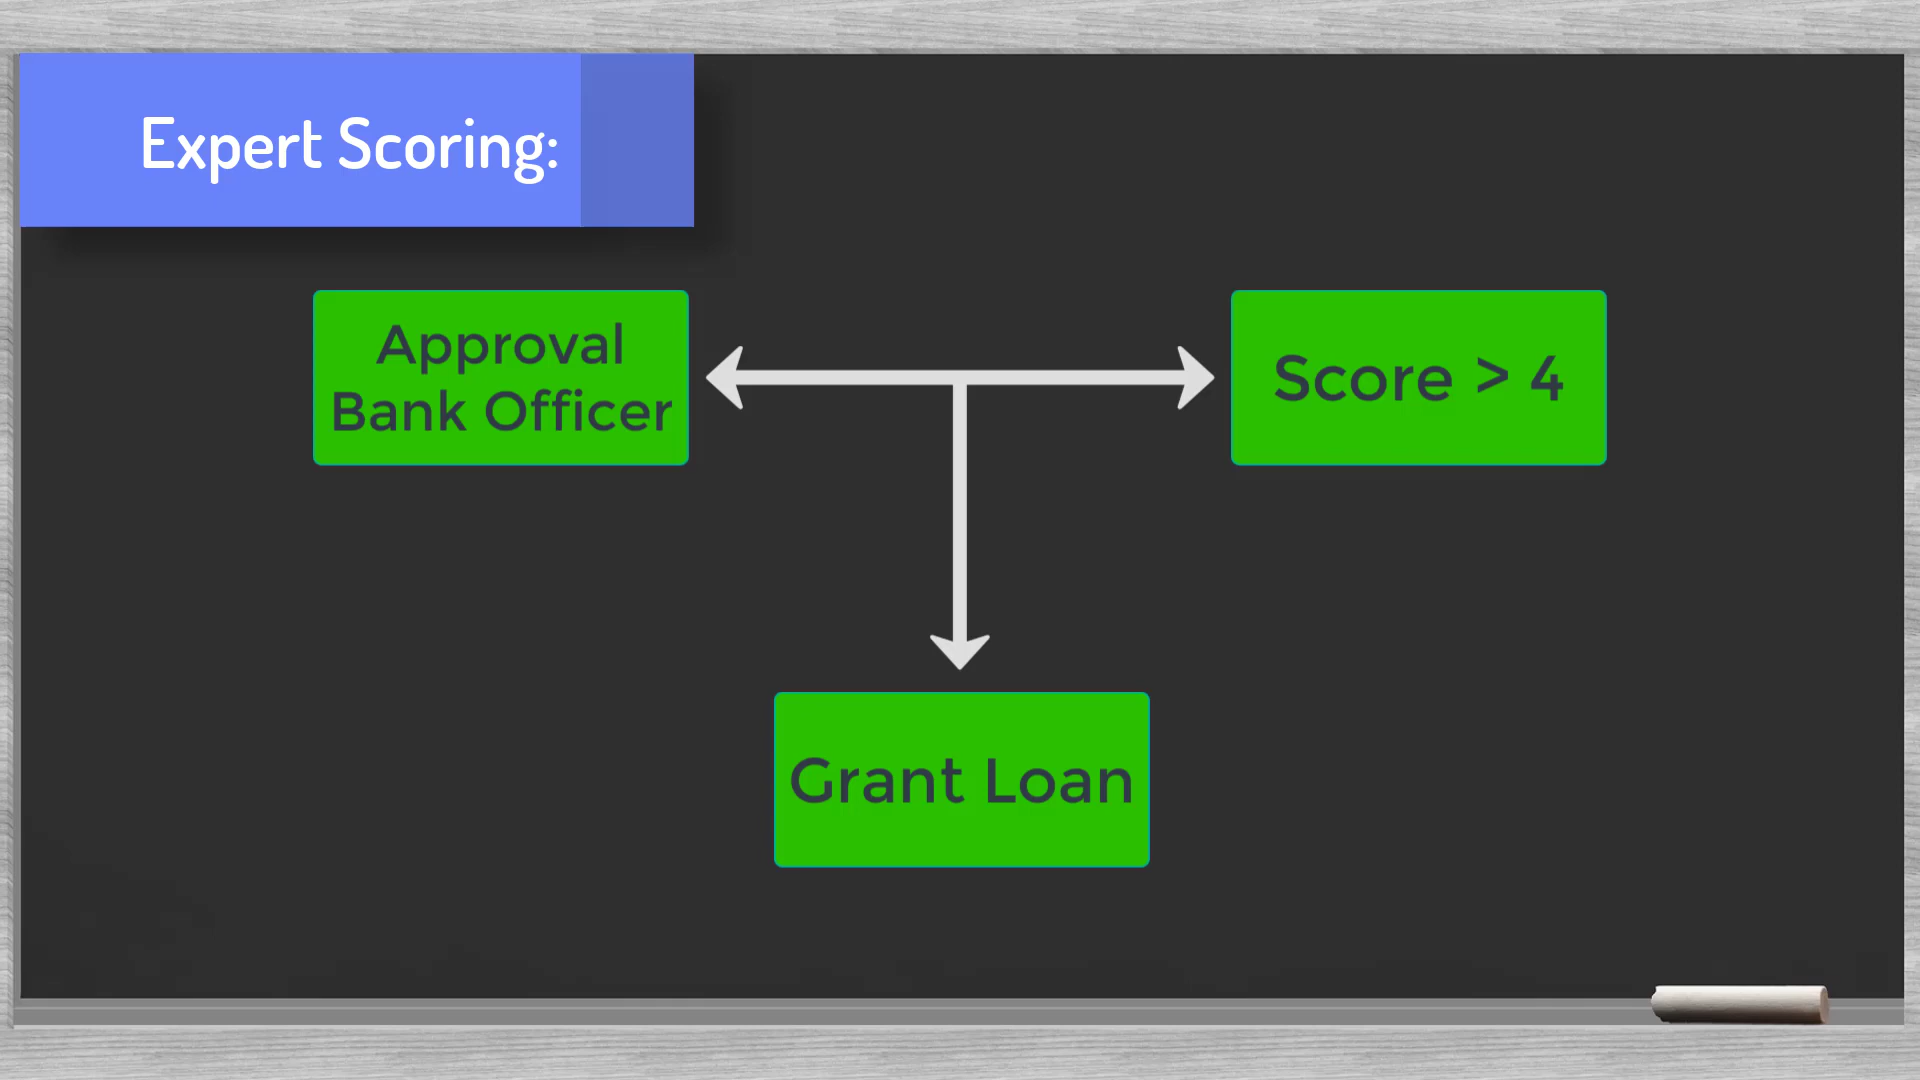 Expert Scoring:
Approval
Bank Officer
Score > 4
Grant Loan